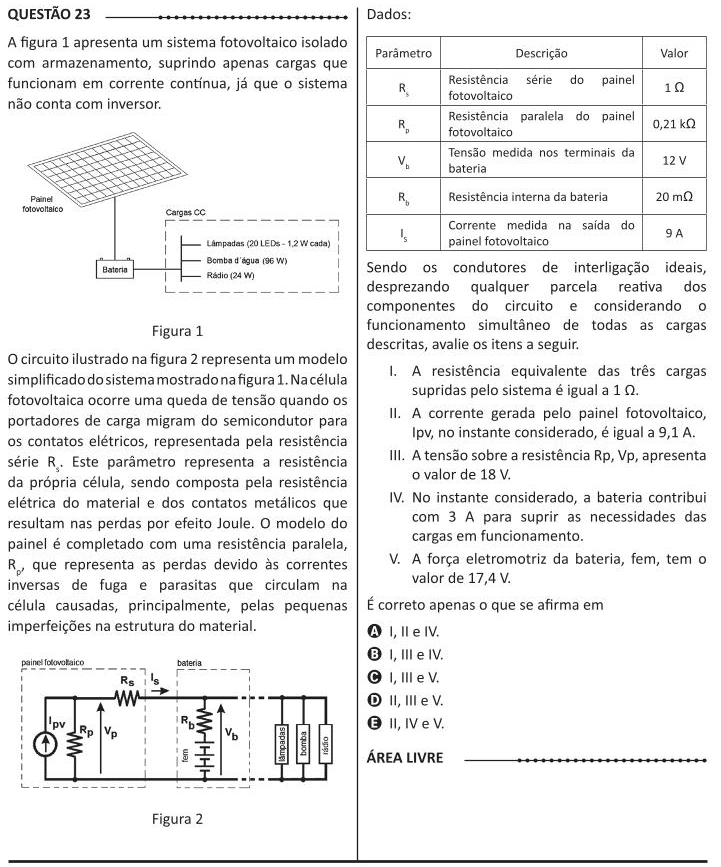 QUESTÃO 23
A figura 1 apresenta um sistema fotovoltaico isolado
com armazenamento, suprindo apenas cargas que
funcionam em corrente contínua, já que o sistema
não conta com inversor.
Painel
fotovoltaico
Bateria
Cargas CC
Lâmpadas (20 LEDs - 1,2 W cada)
Bomba d´água (96 W)
Rádio (24 W)
Figura 1
O circuito ilustrado na figura 2 representa um modelo
simplificado do sistema mostrado na figura 1. Na célula
fotovoltaica ocorre uma queda de tensão quando os
portadores de carga migram do semicondutor para
os contatos elétricos, representada pela resistência
série Rs. Este parâmetro representa a resistência
da própria célula, sendo composta pela resistência
elétrica do material e dos contatos metálicos que
resultam nas perdas por efeito Joule. O modelo do
painel é completado com uma resistência paralela,
Rp, que representa as perdas devido às correntes
inversas de fuga e parasitas que circulam na
célula causadas, principalmente, pelas pequenas
imperfeições na estrutura do material.
painel fotovoltaico
bateria
Rs
Is
Ipv
Rp
Vp
Rb
Vb
fem
lâmpadas
bomba
rádio
Figura 2
Dados:
Parâmetro Descrição Valor
Rs Resistência série do painel fotovoltaico 1 Ω
Rp Resistência paralela do painel fotovoltaico 0,21 kΩ
Vb Tensão medida nos terminais da bateria 12 V
Rb Resistência interna da bateria 20 mΩ
Is Corrente medida na saída do painel fotovoltaico 9 A
Sendo os condutores de interligação ideais,
desprezando qualquer parcela reativa dos
componentes do circuito e considerando o
funcionamento simultâneo de todas as cargas
descritas, avalie os itens a seguir.
I. A resistência equivalente das três cargas
supridas pelo sistema é igual a 1 Ω.
II. A corrente gerada pelo painel fotovoltaico,
Ipv, no instante considerado, é igual a 9,1 A.
III. A tensão sobre a resistência Rp, Vp, apresenta
o valor de 18 V.
IV. No instante considerado, a bateria contribui
com 3 A para suprir as necessidades das
cargas em funcionamento.
V. A força eletromotriz da bateria, fem, tem o
valor de 17,4 V.
É correto apenas o que se afirma em
A I, II e IV.
B I, III e IV.
C I, III e V.
D II, III e V.
E II, IV e V.
ÁREA LIVRE